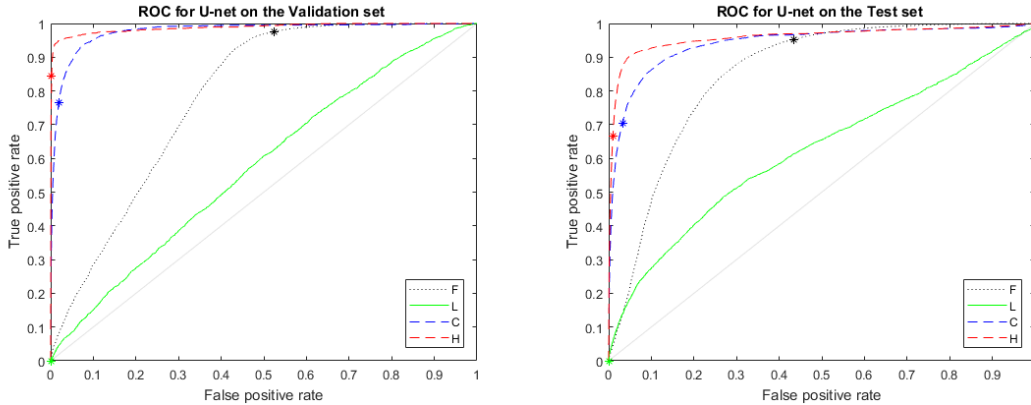 ROC for U-net on the Validation set
1
0.9
0.8
0.7
0.6
0.5
0.4
0.3
0.2
0.1
0
True positive rate
0 0.1 0.2 0.3 0.4 0.5 0.6 0.7 0.8 0.9 1
False positive rate
F
L
C
H
ROC for U-net on the Test set
1
0.9
0.8
0.7
0.6
0.5
0.4
0.3
0.2
0.1
0
True positive rate
0 0.1 0.2 0.3 0.4 0.5 0.6 0.7 0.8 0.9
False positive rate
F
L
C
H